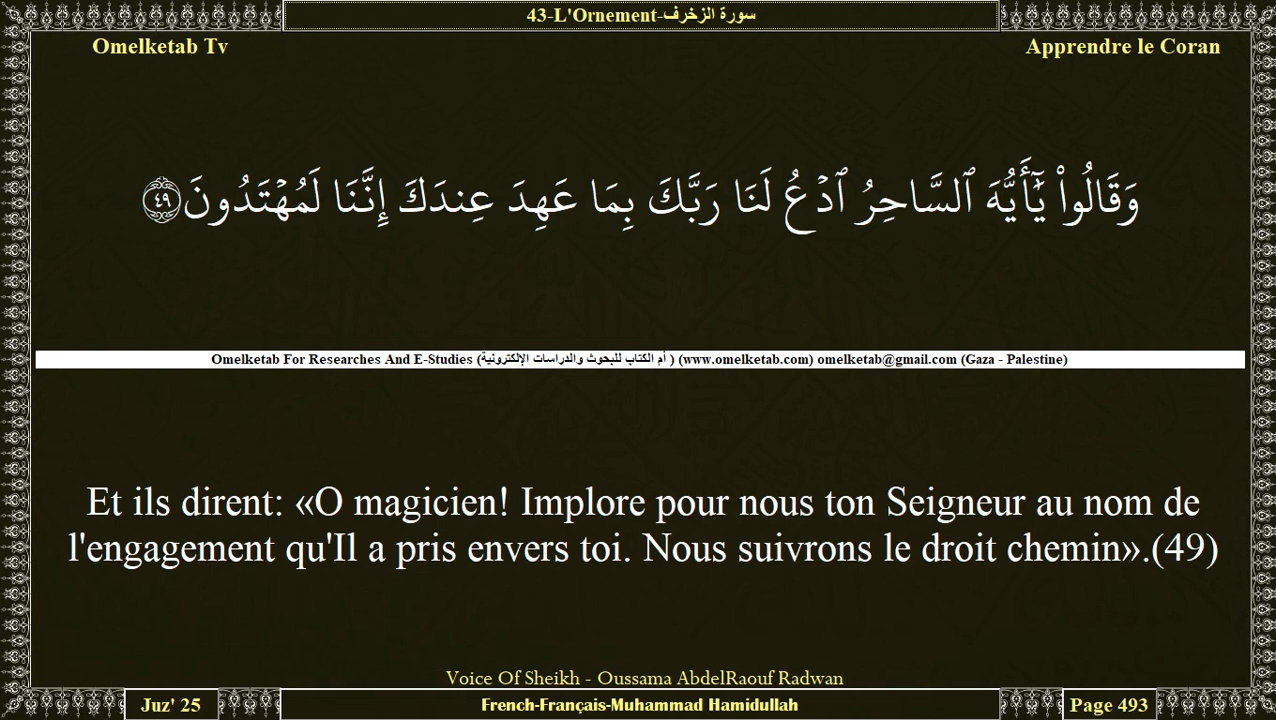 43-L'Ornement-سورة الزخرف
Omelketab Tv
Apprendre le Coran
وَقَالُوا۟ يَٰٓأَيُّهَ ٱلسَّاحِرُ ٱدْعُ لَنَا رَبَّكَ بِمَا عَهِدَ عِندَكَ إِنَّنَا لَمُهْتَدُونَ ٤٩
Omelketab For Researches And E-Studies (أم الكتاب للبحوث والدراسات الإلكترونية ) (www.omelketab.com) omelketab@gmail.com (Gaza - Palestine)
Et ils dirent: «O magicien! Implore pour nous ton Seigneur au nom de
l'engagement qu'Il a pris envers toi. Nous suivrons le droit chemin».(49)
Voice Of Sheikh - Oussama AbdelRaouf Radwan
Juz' 25
French-Français-Muhammad Hamidullah
Page 493